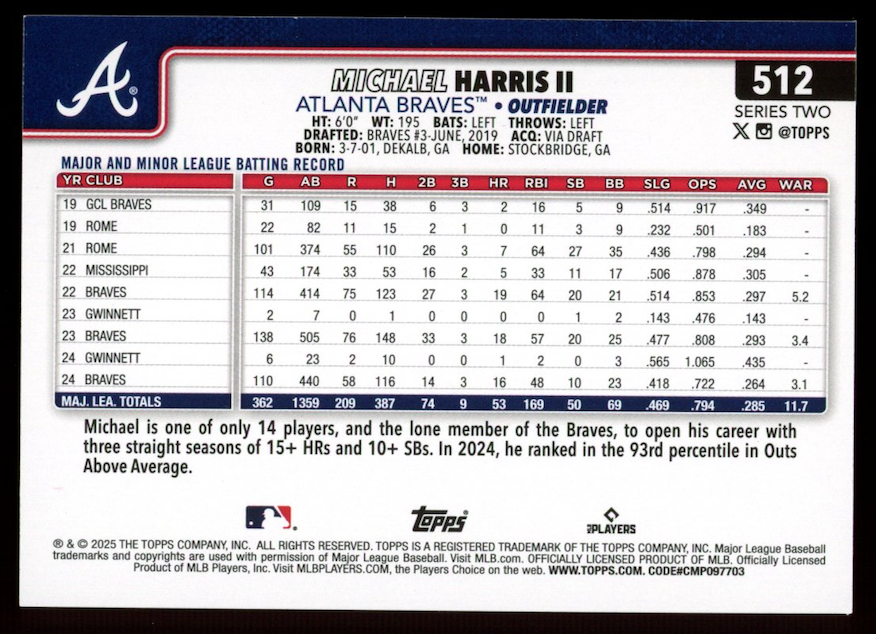 A®
MICHAEL HARRIS II
512
ATLANTA BRAVES™ • OUTFIELDER
SERIES TWO
HT: 6'0" WT: 195 BATS: LEFT THROWS: LEFT
X @TOPPS
DRAFTED: BRAVES #3-JUNE, 2019 ACQ: VIA DRAFT
BORN: 3-7-01, DEKALB, GA HOME: STOCKBRIDGE, GA
MAJOR AND MINOR LEAGUE BATTING RECORD
YR CLUB G AB R H 2B 3B HR RBI SB BB SLG OPS AVG WAR
19 GCL BRAVES 31 109 15 38 6 3 2 16 5 9 .514 .917 .349 -
19 ROME 22 82 11 15 2 1 0 11 3 9 .232 .501 .183 -
21 ROME 101 374 55 110 26 3 7 64 27 35 .436 .798 .294 -
22 MISSISSIPPI 43 174 33 53 16 2 5 33 11 17 .506 .878 .305 -
22 BRAVES 114 414 75 123 27 3 19 64 20 21 .514 .853 .297 5.2
23 GWINNETT 2 7 0 1 0 0 0 0 1 2 .143 .476 .143 -
23 BRAVES 138 505 76 148 33 3 18 57 20 25 .477 .808 .293 3.4
24 GWINNETT 6 23 2 10 0 0 1 2 0 3 .565 1.065 .435 -
24 BRAVES 110 440 58 116 14 3 16 48 10 23 .418 .722 .264 3.1
MAJ. LEA. TOTALS 362 1359 209 387 74 9 53 169 50 69 .469 .794 .285 11.7
Michael is one of only 14 players, and the lone member of the Braves, to open his career with
three straight seasons of 15+ HRs and 10+ SBs. In 2024, he ranked in the 93rd percentile in Outs
Above Average.
Topps®
MLB PLAYERS
® & © 2025 THE TOPPS COMPANY, INC. ALL RIGHTS RESERVED. TOPPS IS A REGISTERED TRADEMARK OF THE TOPPS COMPANY, INC. Major League Baseball
trademarks and copyrights are used with permission of Major League Baseball. Visit MLB.com. OFFICIALLY LICENSED PRODUCT OF MLB. Officially Licensed
Product of MLB Players, Inc. Visit MLBPLAYERS.COM, the Players Choice on the web. WWW.TOPPS.COM. CODE#CMP097703